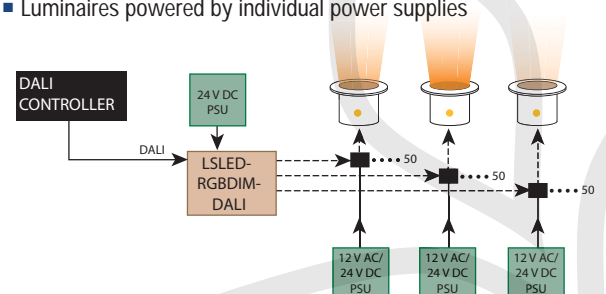 ▪ Luminaires powered by individual power supplies
DALI
CONTROLLER
24 V DC
PSU
DALI
LSLED-
RGBDIM-
DALI
50
50
50
12 V AC/
24 V DC
PSU
12 V AC/
24 V DC
PSU
12 V AC/
24 V DC
PSU